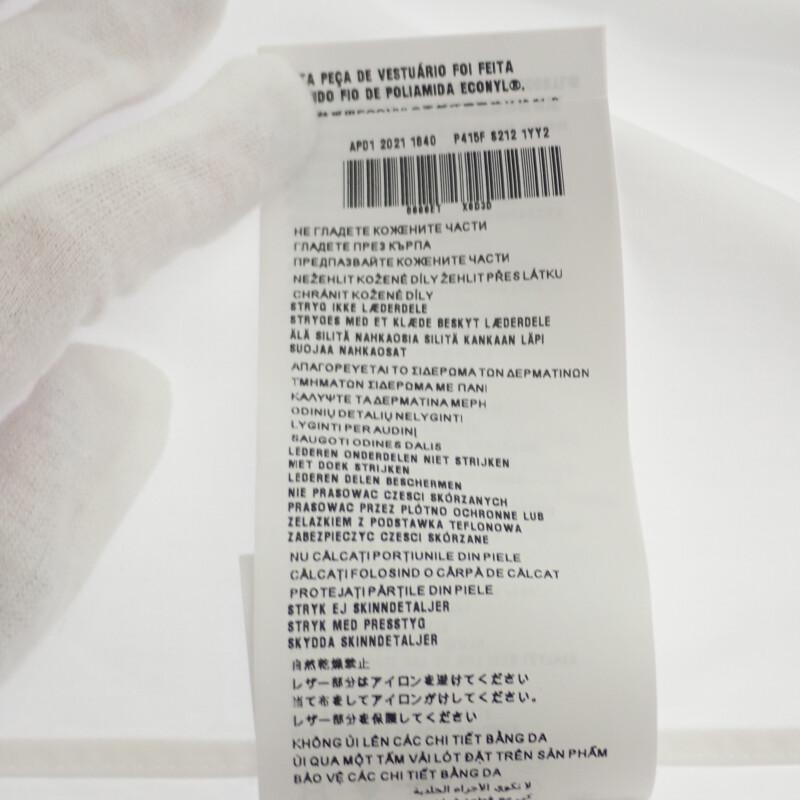 TA PEÇA DE VESTUÁRIO FOI FEITA
NDO FIO DE POLIAMIDA ECONYL®.
AP01 2021 1840 P415F S212 1YY2
НЕ ГЛАДЕТЕ КОЖЕНИТЕ ЧАСТИ
ГЛАДЕТЕ ПРЕЗ КЪРПА
ПРЕДПАЗВАЙТЕ КОЖЕНИТЕ ЧАСТИ
NEŽEHLIT KOŽENÉ DÍLY ŽEHLIT PŘES LÁTKU
CHRÁNIT KOŽENÉ DÍLY
STRYG IKKE LÆDERDELE
STRYGES MED ET KLÆDE BESKYT LÆDERDELE
ÄLÄ SILITÄ NAHKAOSIA SILITÄ KANKAAN LÄPI
SUOJAA NAHKAOSAT
ΑΠΑΓΟΡΕΥΕΤΑΙ ΤΟ ΣΙΔΕΡΩΜΑ ΤΩΝ ΔΕΡΜΑΤΙΝΩΝ
ΤΜΗΜΑΤΩΝ ΣΙΔΕΡΩΜΑ ΜΕ ΠΑΝΙ
ΚΑΛΥΨΤΕ ΤΑ ΔΕΡΜΑΤΙΝΑ ΜΕΡΗ
ODINIŲ DETALIŲ NELYGINTI
LYGINTI PER AUDINĮ
SAUGOTI ODINES DALIS
LEDEREN ONDERDELEN NIET STRIJKEN
MET DOEK STRIJKEN
LEDEREN DELEN BESCHERMEN
NIE PRASOWAC CZESCI SKÓRZANYCH
PRASOWAC PRZEZ PLÓTNO OCHRONNE LUB
ZELAZKIEM Z PODSTAWKA TEFLONOWA
ZABEZPIECZYC CZESCI SKÓRZANE
NU CĂLCAȚI PORȚIUNILE DIN PIELE
CĂLCAȚI FOLOSIND O CÂRPĂ DE CĂLCAT
PROTEJAȚI PĂRȚILE DIN PIELE
STRYK EJ SKINNDETALJER
STRYK MED PRESSTYG
SKYDDA SKINNDETALJER
自然乾燥禁止
レザー部分はアイロンを避けてください
当て布をしてアイロンがけしてください。
レザー部分を保護してください
KHÔNG ỦI LÊN CÁC CHI TIẾT BẰNG DA
ỦI QUA MỘT TẤM VẢI LÓT ĐẶT TRÊN SẢN PHẨM
BẢO VỆ CÁC CHI TIẾT BẰNG DA
لا تكوى الأجزاء الجلدية